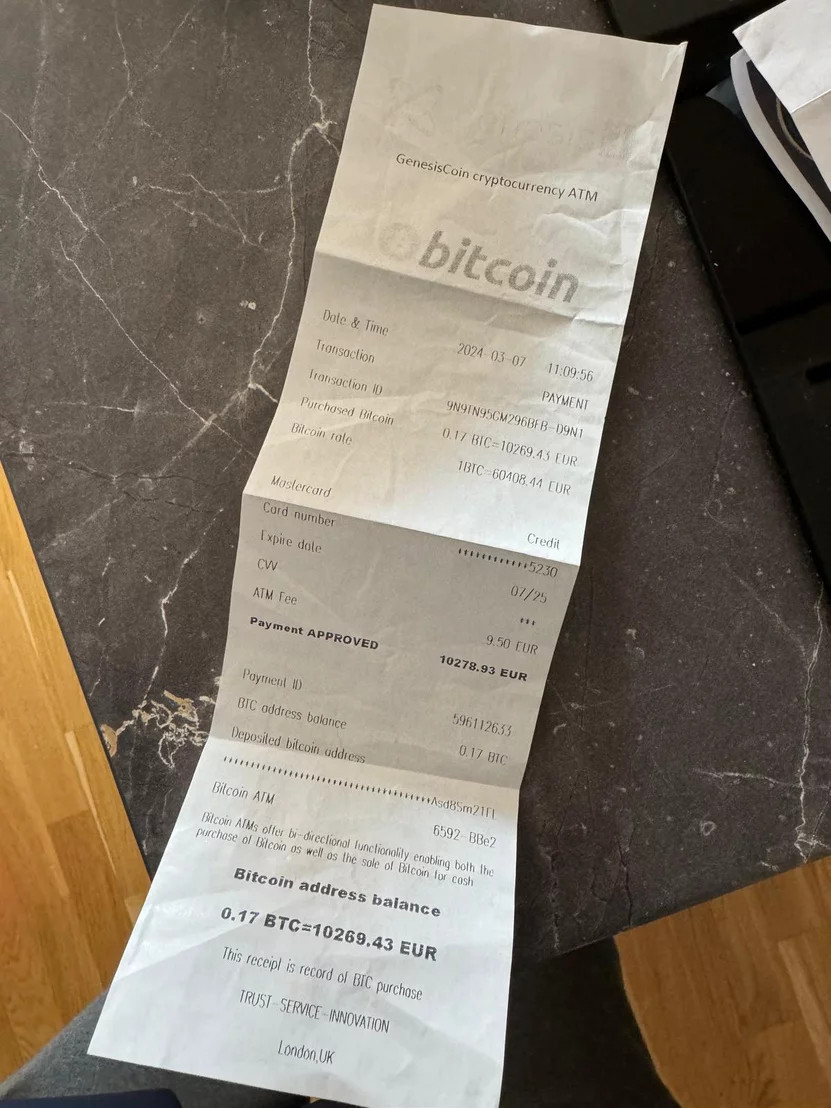 GenesisCoin cryptocurrency ATM
bitcoin
Date & Time 2024-03-07 11:09:56
Transaction PAYMENT
Transaction ID 9N9TN95GM296BFB-D9N1
Purchased Bitcoin 0.17 BTC=10269.43 EUR
Bitcoin rate 1BTC=60408.44 EUR
Mastercard Credit
Card number ************5230
Expire date 07/25
CVV ***
ATM Fee 9.50 EUR
Payment APPROVED 10278.93 EUR
Payment ID 596112633
BTC address balance 0.17 BTC
Deposited bitcoin address
Bitcoin ATM 6592-BBe2
Bitcoin ATMs offer bi-directional functionality enabling both the
purchase of Bitcoin as well as the sale of Bitcoin for cash
Bitcoin address balance
0.17 BTC=10269.43 EUR
This receipt is record of BTC purchase
TRUST-SERVICE-INNOVATION
London,UK